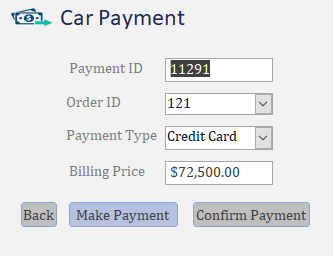 Car Payment
Payment ID 11291
Order ID 121
Payment Type Credit Card
Billing Price $72,500.00
Back Make Payment Confirm Payment